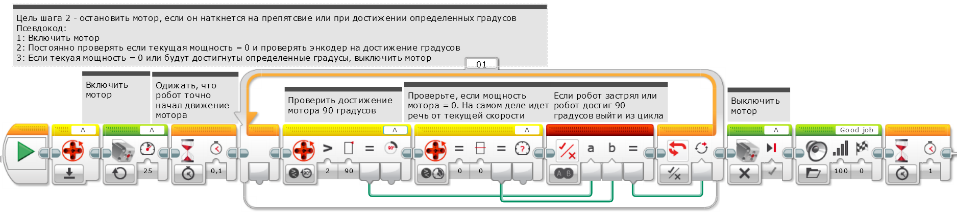 Цель шага 2 - остановить мотор, если он наткнется на препятсвие или при достижении определенных градусов
Псевдокод:
1: Включить мотор
2: Постоянно проверять если текущая мощность = 0 и проверять энкодер на достижение градусов
3: Если текуая мощность = 0 или будут достигнуты определенные градусы, выключить мотор
01
Включить
мотор
Одижать, что
робот точно
начал движение
мотора
Проверить достижение
мотора 90 градусов
Проверьте, если мощность
мотора = 0. На самом деле идет
речь от текущей скорости
Если робот застрял или
робот достиг 90
градусов выйти из цикла
Выключить
мотор
A
A
A
A
A
Good job
> = = = a b =
25
0,1
2 90
0 0
A B
100 0
1